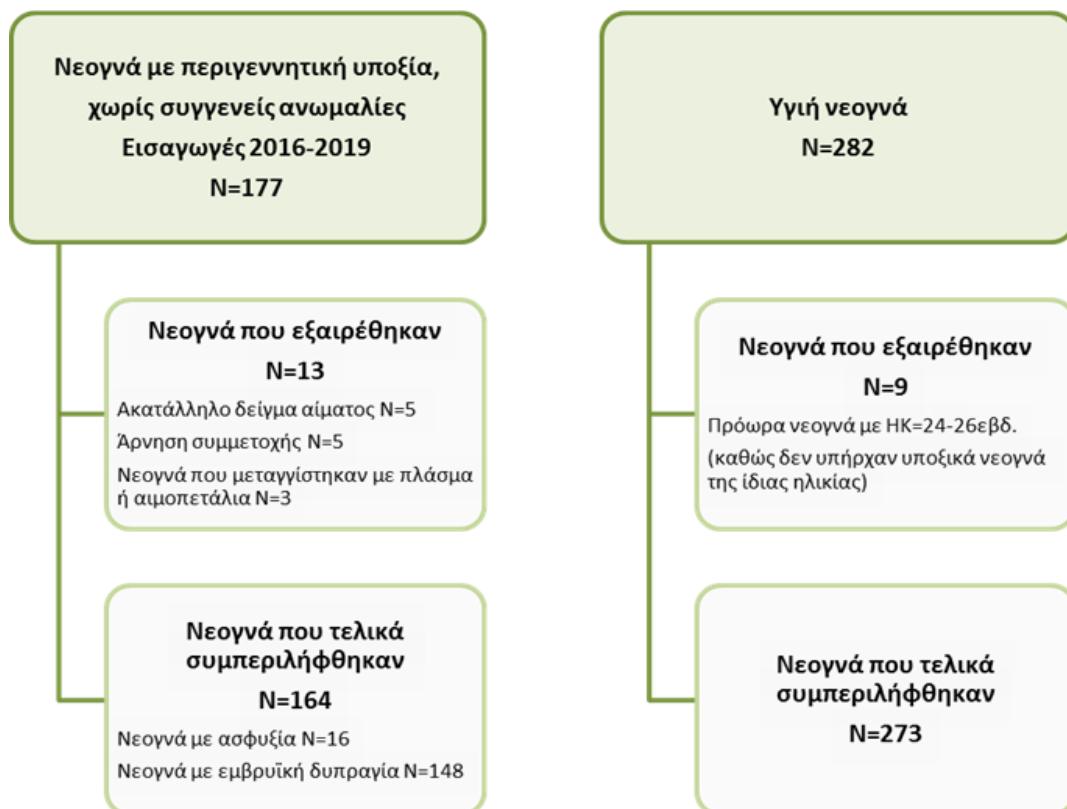 Νεογνά με περιγεννητική υποξία,
χωρίς συγγενείς ανωμαλίες
Εισαγωγές 2016-2019
N=177
Νεογνά που εξαιρέθηκαν
N=13
Ακατάλληλο δείγμα αίματος N=5
Άρνηση συμμετοχής N=5
Νεογνά που μεταγγίστηκαν με πλάσμα
ή αιμοπετάλια N=3
Νεογνά που τελικά
συμπεριλήφθηκαν
N=164
Νεογνά με ασφυξία N=16
Νεογνά με εμβρυϊκή δυπραγία N=148
Υγιή νεογνά
N=282
Νεογνά που εξαιρέθηκαν
N=9
Πρόωρα νεογνά με ΗΚ=24-26εβδ.
(καθώς δεν υπήρχαν υποξικά νεογνά
της ίδιας ηλικίας)
Νεογνά που τελικά
συμπεριλήφθηκαν
N=273